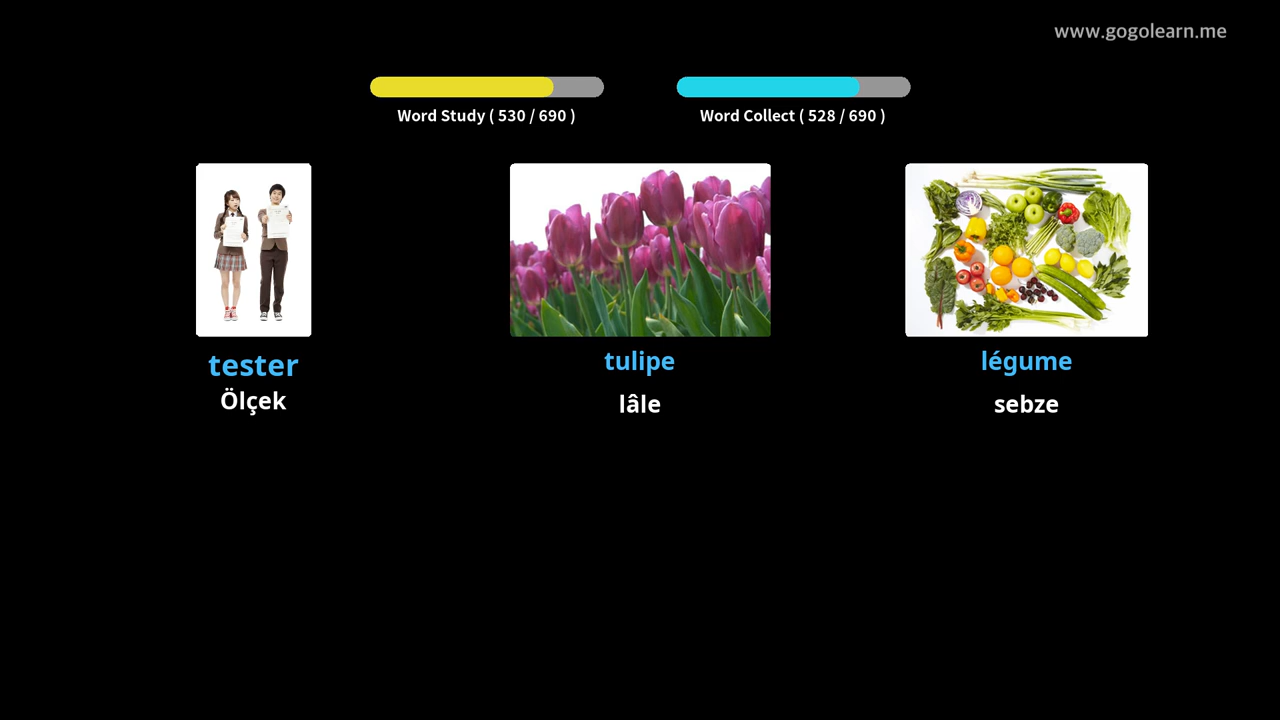 www.gogolearn.me
Word Study ( 530 / 690 )
Word Collect ( 528 / 690 )
tester
Ölçek
tulipe
lâle
légume
sebze